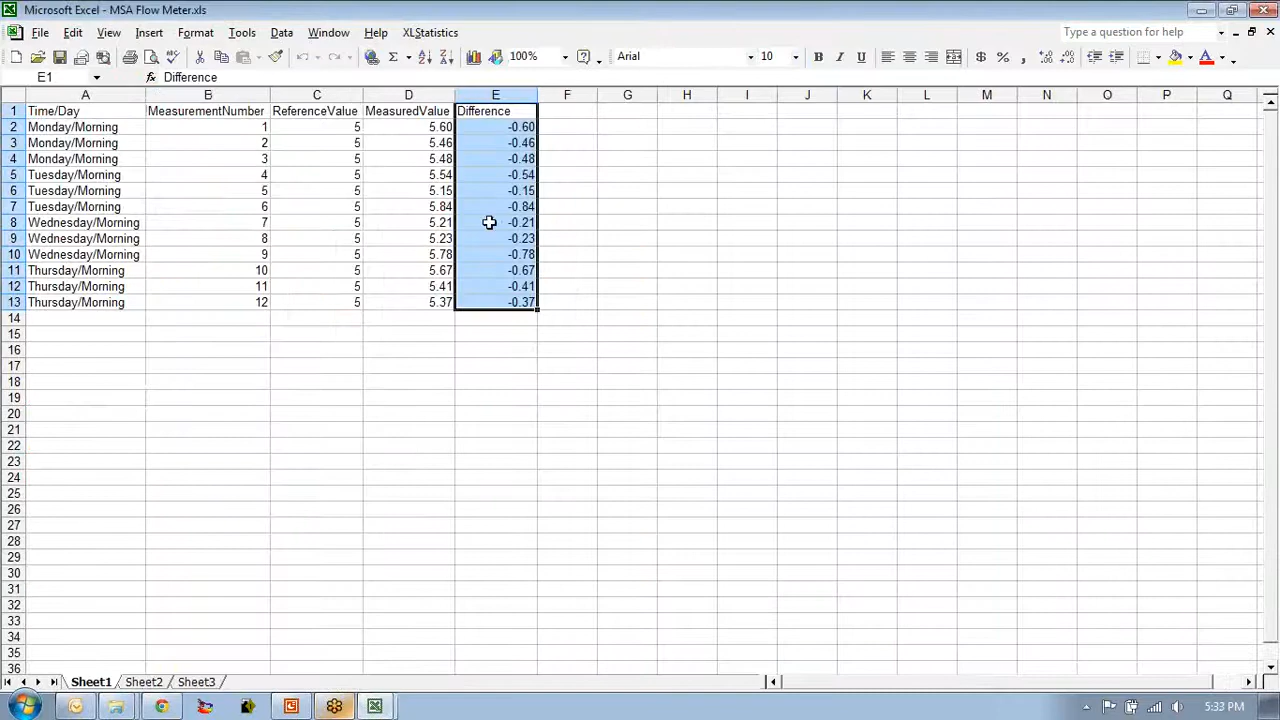 Microsoft Excel - MSA Flow Meter.xls
File Edit View Insert Format Tools Data Window Help XLStatistics Type a question for help
100% Arial 10 B I U $ %
E1 fx Difference
A B C D E F G H I J K L M N O P Q
1 Time/Day MeasurementNumber ReferenceValue MeasuredValue Difference
2 Monday/Morning 1 5 5.60 -0.60
3 Monday/Morning 2 5 5.46 -0.46
4 Monday/Morning 3 5 5.48 -0.48
5 Tuesday/Morning 4 5 5.54 -0.54
6 Tuesday/Morning 5 5 5.15 -0.15
7 Tuesday/Morning 6 5 5.84 -0.84
8 Wednesday/Morning 7 5 5.21 -0.21
9 Wednesday/Morning 8 5 5.23 -0.23
10 Wednesday/Morning 9 5 5.78 -0.78
11 Thursday/Morning 10 5 5.67 -0.67
12 Thursday/Morning 11 5 5.41 -0.41
13 Thursday/Morning 12 5 5.37 -0.37
14
15
16
17
18
19
20
21
22
23
24
25
26
27
28
29
30
31
32
33
34
35
36
Sheet1 Sheet2 Sheet3
5:33 PM